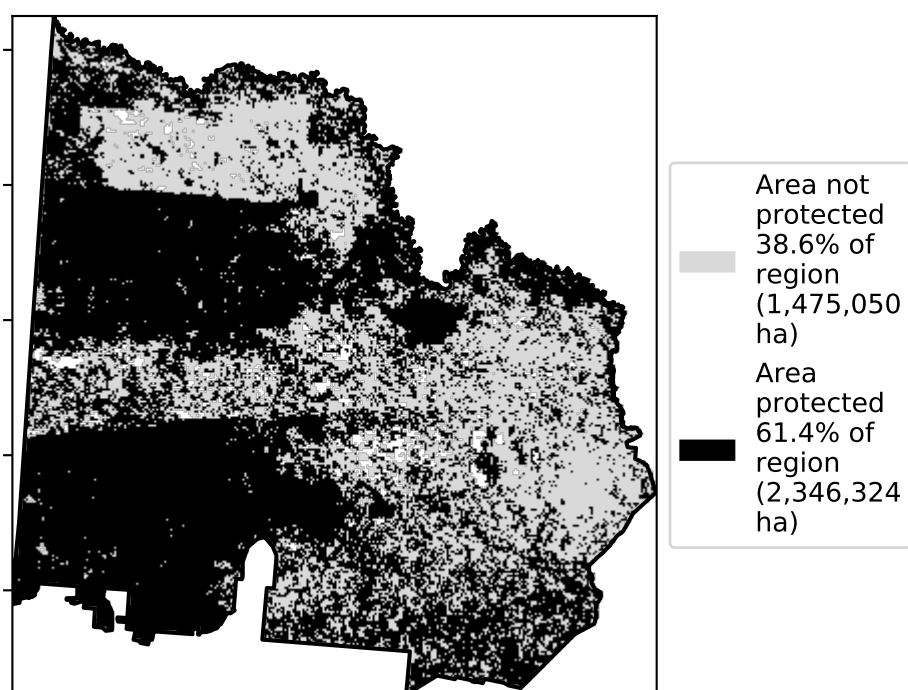 Area not
protected
38.6% of
region
(1,475,050
ha)
Area
protected
61.4% of
region
(2,346,324
ha)